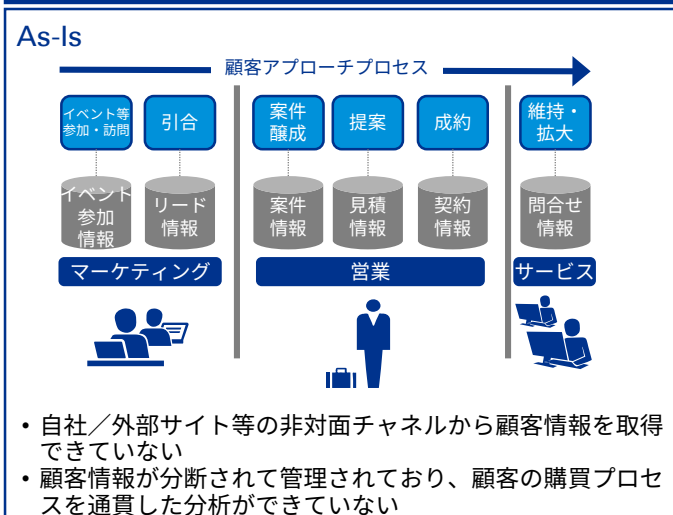 As-Is
顧客アプローチプロセス
イベント等
参加・訪問
引合
案件
醸成
提案
成約
維持・
拡大
イベント
参加
情報
リード
情報
案件
情報
見積
情報
契約
情報
問合せ
情報
マーケティング
営業
サービス
• 自社／外部サイト等の非対面チャネルから顧客情報を取得
できていない
• 顧客情報が分断されて管理されており、顧客の購買プロセ
スを通貫した分析ができていない